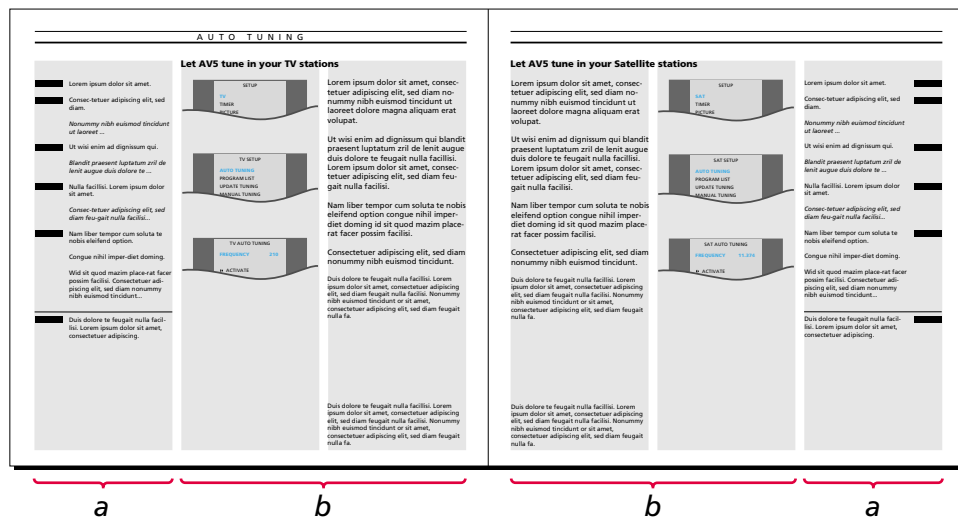 AUTO TUNING
Lorem ipsum dolor sit amet.
Consec-tetuer adipiscing elit, sed
diam.
Nonummy nibh euismod tincidunt
ut laoreet ...
Ut wisi enim ad dignissum qui.
Blandit praesent luptatum zril de
lenit augue duis dolore te ...
Nulla facillisi. Lorem ipsum dolor
sit amet.
Consec-tetuer adipiscing elit, sed
diam feu-gait nulla facilisi...
Nam liber tempor cum soluta te
nobis eleifend option.
Congue nihil imper-diet doming.
Wid sit quod mazim place-rat facer
possim facilisi. Consectetuer adi-
piscing elit, sed diam nonummy
nibh euismod tincidunt...
Duis dolore te feugait nulla facil-
lisi. Lorem ipsum dolor sit amet,
consectetuer adipiscing.
Let AV5 tune in your TV stations
SETUP
TV
TIMER
PICTURE
TV SETUP
AUTO TUNING
PROGRAM LIST
UPDATE TUNING
MANUAL TUNING
TV AUTO TUNING
FREQUENCY 210
ACTIVATE
Lorem ipsum dolor sit amet, consec-
tetuer adipiscing elit, sed diam no-
nummy nibh euismod tincidunt ut
laoreet dolore magna aliquam erat
volupat.
Ut wisi enim ad dignissum qui blandit
praesent luptatum zril de lenit augue
duis dolore te feugait nulla facillisi.
Lorem ipsum dolor sit amet, consec-
tetuer adipiscing elit, sed diam feu-
gait nulla facilisi.
Nam liber tempor cum soluta te nobis
eleifend option congue nihil imper-
diet doming id sit quod mazim place-
rat facer possim facilisi.
Consectetuer adipiscing elit, sed diam
nonummy nibh euismod tincidunt.
Duis dolore te feugait nulla facillisi. Lorem
ipsum dolor sit amet, consectetuer adipiscing
elit, sed diam feugait nulla facilisi. Nonummy
nibh euismod tincidunt or sit amet,
consectetuer adipiscing elit, sed diam feugait
nulla fa.
Duis dolore te feugait nulla facillisi. Lorem
ipsum dolor sit amet, consectetuer adipiscing
elit, sed diam feugait nulla facilisi. Nonummy
nibh euismod tincidunt or sit amet,
consectetuer adipiscing elit, sed diam feugait
nulla fa.
Let AV5 tune in your Satellite stations
Lorem ipsum dolor sit amet, consec-
tetuer adipiscing elit, sed diam no-
nummy nibh euismod tincidunt ut
laoreet dolore magna aliquam erat
volupat.
Ut wisi enim ad dignissum qui blandit
praesent luptatum zril de lenit augue
duis dolore te feugait nulla facillisi.
Lorem ipsum dolor sit amet, consec-
tetuer adipiscing elit, sed diam feu-
gait nulla facilisi.
Nam liber tempor cum soluta te nobis
eleifend option congue nihil imper-
diet doming id sit quod mazim place-
rat facer possim facilisi.
Consectetuer adipiscing elit, sed diam
nonummy nibh euismod tincidunt.
Duis dolore te feugait nulla facillisi. Lorem
ipsum dolor sit amet, consectetuer adipiscing
elit, sed diam feugait nulla facilisi. Nonummy
nibh euismod tincidunt or sit amet,
consectetuer adipiscing elit, sed diam feugait
nulla fa.
Duis dolore te feugait nulla facillisi. Lorem
ipsum dolor sit amet, consectetuer adipiscing
elit, sed diam feugait nulla facilisi. Nonummy
nibh euismod tincidunt or sit amet,
consectetuer adipiscing elit, sed diam feugait
nulla fa.
SETUP
SAT
TIMER
PICTURE
SAT SETUP
AUTO TUNING
PROGRAM LIST
UPDATE TUNING
MANUAL TUNING
SAT AUTO TUNING
FREQUENCY 11.374
ACTIVATE
Lorem ipsum dolor sit amet.
Consec-tetuer adipiscing elit, sed
diam.
Nonummy nibh euismod tincidunt
ut laoreet ...
Ut wisi enim ad dignissum qui.
Blandit praesent luptatum zril de
lenit augue duis dolore te ...
Nulla facillisi. Lorem ipsum dolor
sit amet.
Consec-tetuer adipiscing elit, sed
diam feu-gait nulla facilisi...
Nam liber tempor cum soluta te
nobis eleifend option.
Congue nihil imper-diet doming.
Wid sit quod mazim place-rat facer
possim facilisi. Consectetuer adi-
piscing elit, sed diam nonummy
nibh euismod tincidunt...
Duis dolore te feugait nulla facil-
lisi. Lorem ipsum dolor sit amet,
consectetuer adipiscing.
a
b
b
a